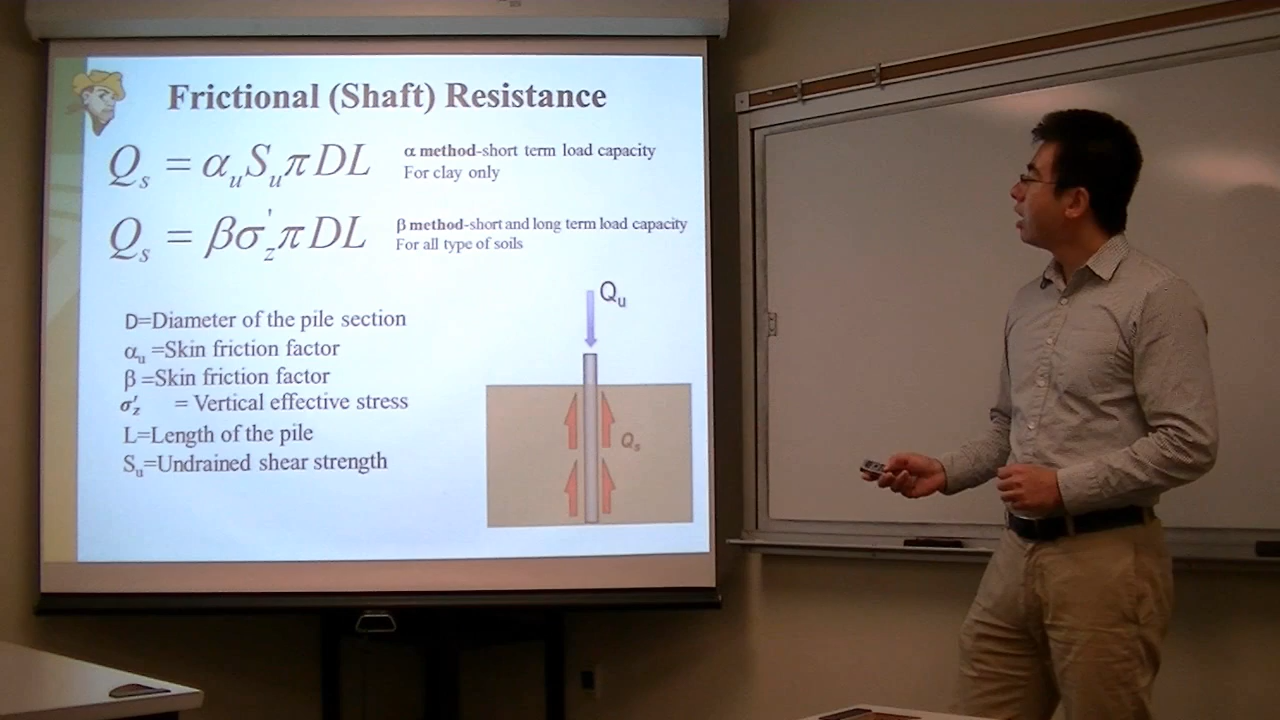 Frictional (Shaft) Resistance
Qₛ = αᵤSᵤπDL
α method-short term load capacity
For clay only
Qₛ = βσ'_zπDL
β method-short and long term load capacity
For all type of soils
D=Diameter of the pile section
αᵤ =Skin friction factor
β =Skin friction factor
σ'_z = Vertical effective stress
L=Length of the pile
Sᵤ=Undrained shear strength
Qᵤ
Qₛ